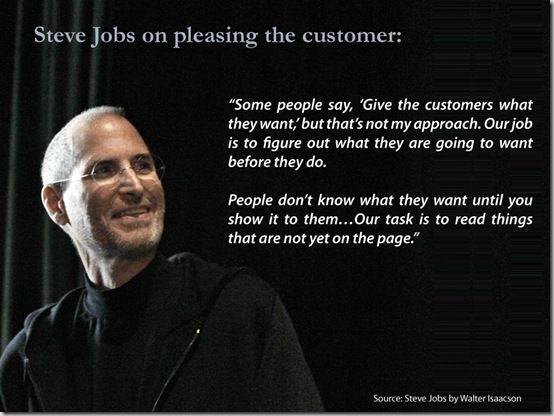 Steve Jobs on pleasing the customer:
“Some people say, ‘Give the customers what
they want,’ but that’s not my approach. Our job
is to figure out what they are going to want
before they do.
People don’t know what they want until you
show it to them…Our task is to read things
that are not yet on the page.”
Source: Steve Jobs by Walter Isaacson